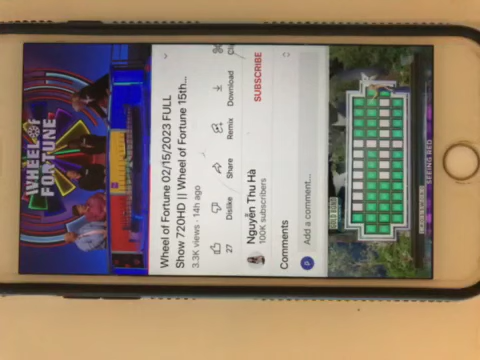 WHEEL OF
FORTUNE
Wheel of Fortune 02/15/2023 FULL
Show 720HD || Wheel of Fortune 15th...
3.3K views · 14h ago
27
Dislike
Share
Remix
Download
Nguyễn Thu Hà
100K subscribers
SUBSCRIBE
Comments
Add a comment...
SEEING RED